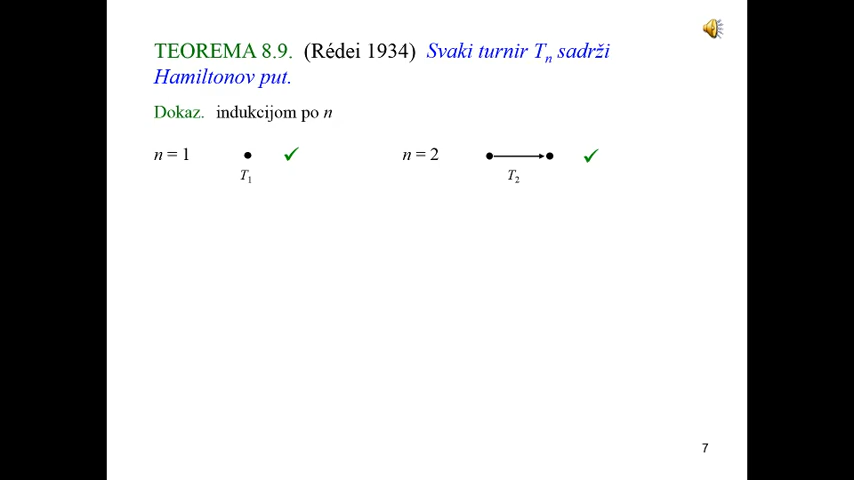 TEOREMA 8.9. (Rédei 1934) Svaki turnir Tn sadrži
Hamiltonov put.
Dokaz. indukcijom po n
n = 1 ✓ n = 2 ✓
T1 T2
7